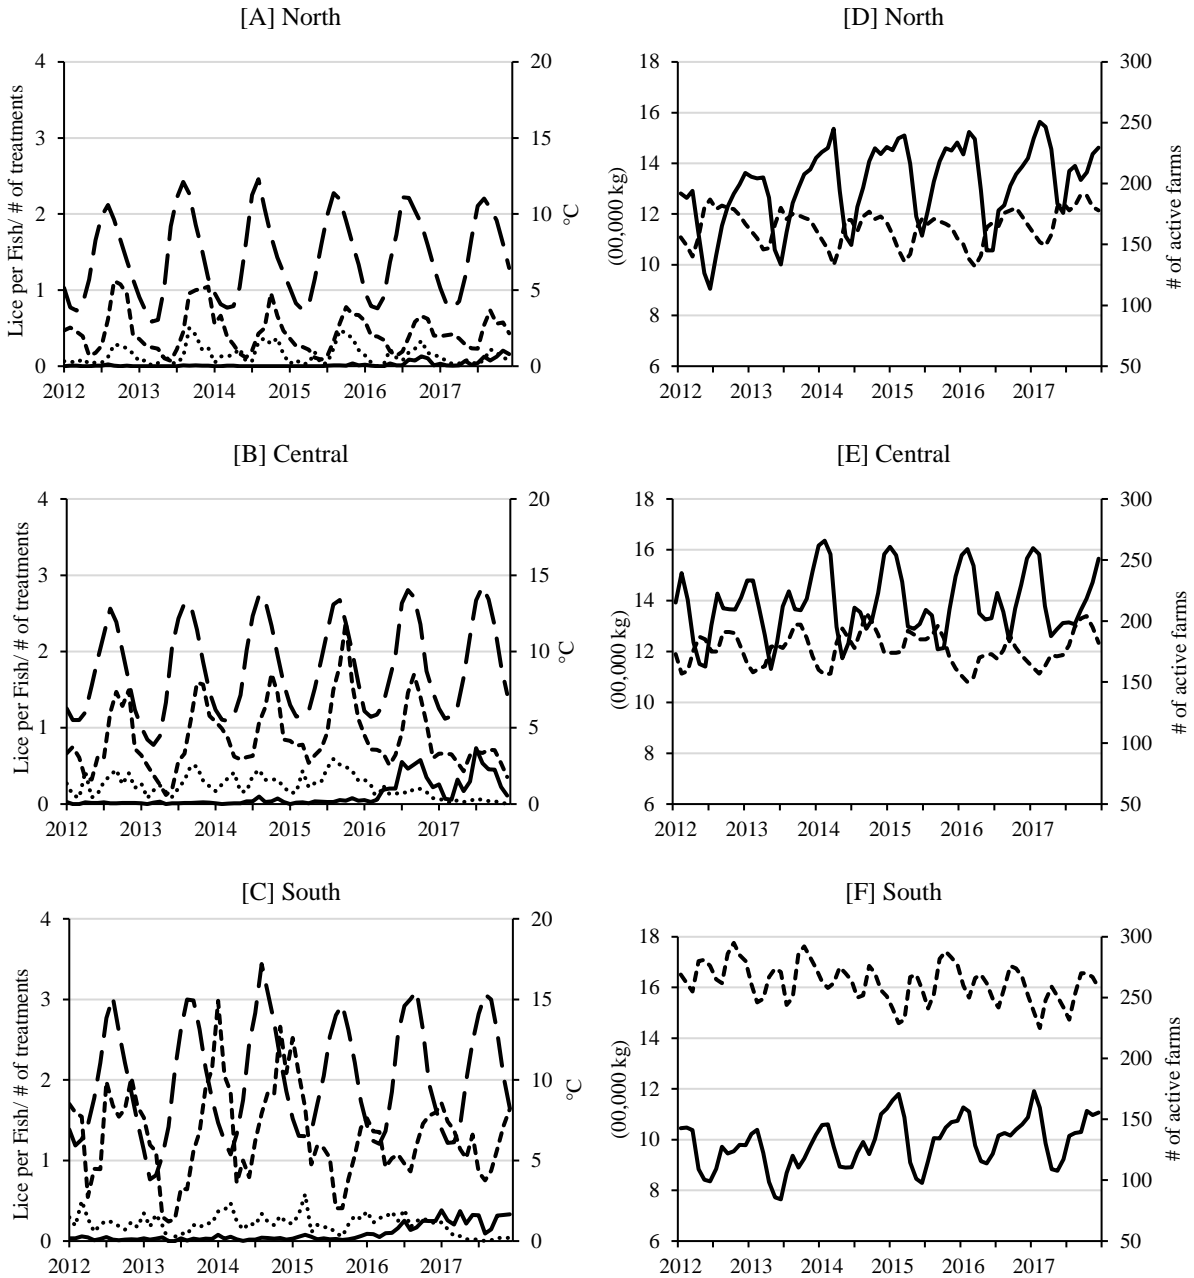 [A] North
4
3
2
1
0
Lice per Fish/ # of treatments
20
15
10
5
0
°C
2012 2013 2014 2015 2016 2017
[D] North
18
16
14
12
10
8
6
(00,000 kg)
300
250
200
150
100
50
# of active farms
2012 2013 2014 2015 2016 2017
[B] Central
4
3
2
1
0
Lice per Fish/ # of treatments
20
15
10
5
0
°C
2012 2013 2014 2015 2016 2017
[E] Central
18
16
14
12
10
8
6
(00,000 kg)
300
250
200
150
100
50
# of active farms
2012 2013 2014 2015 2016 2017
[C] South
4
3
2
1
0
Lice per Fish/ # of treatments
20
15
10
5
0
°C
2012 2013 2014 2015 2016 2017
[F] South
18
16
14
12
10
8
6
(00,000 kg)
300
250
200
150
100
50
# of active farms
2012 2013 2014 2015 2016 2017